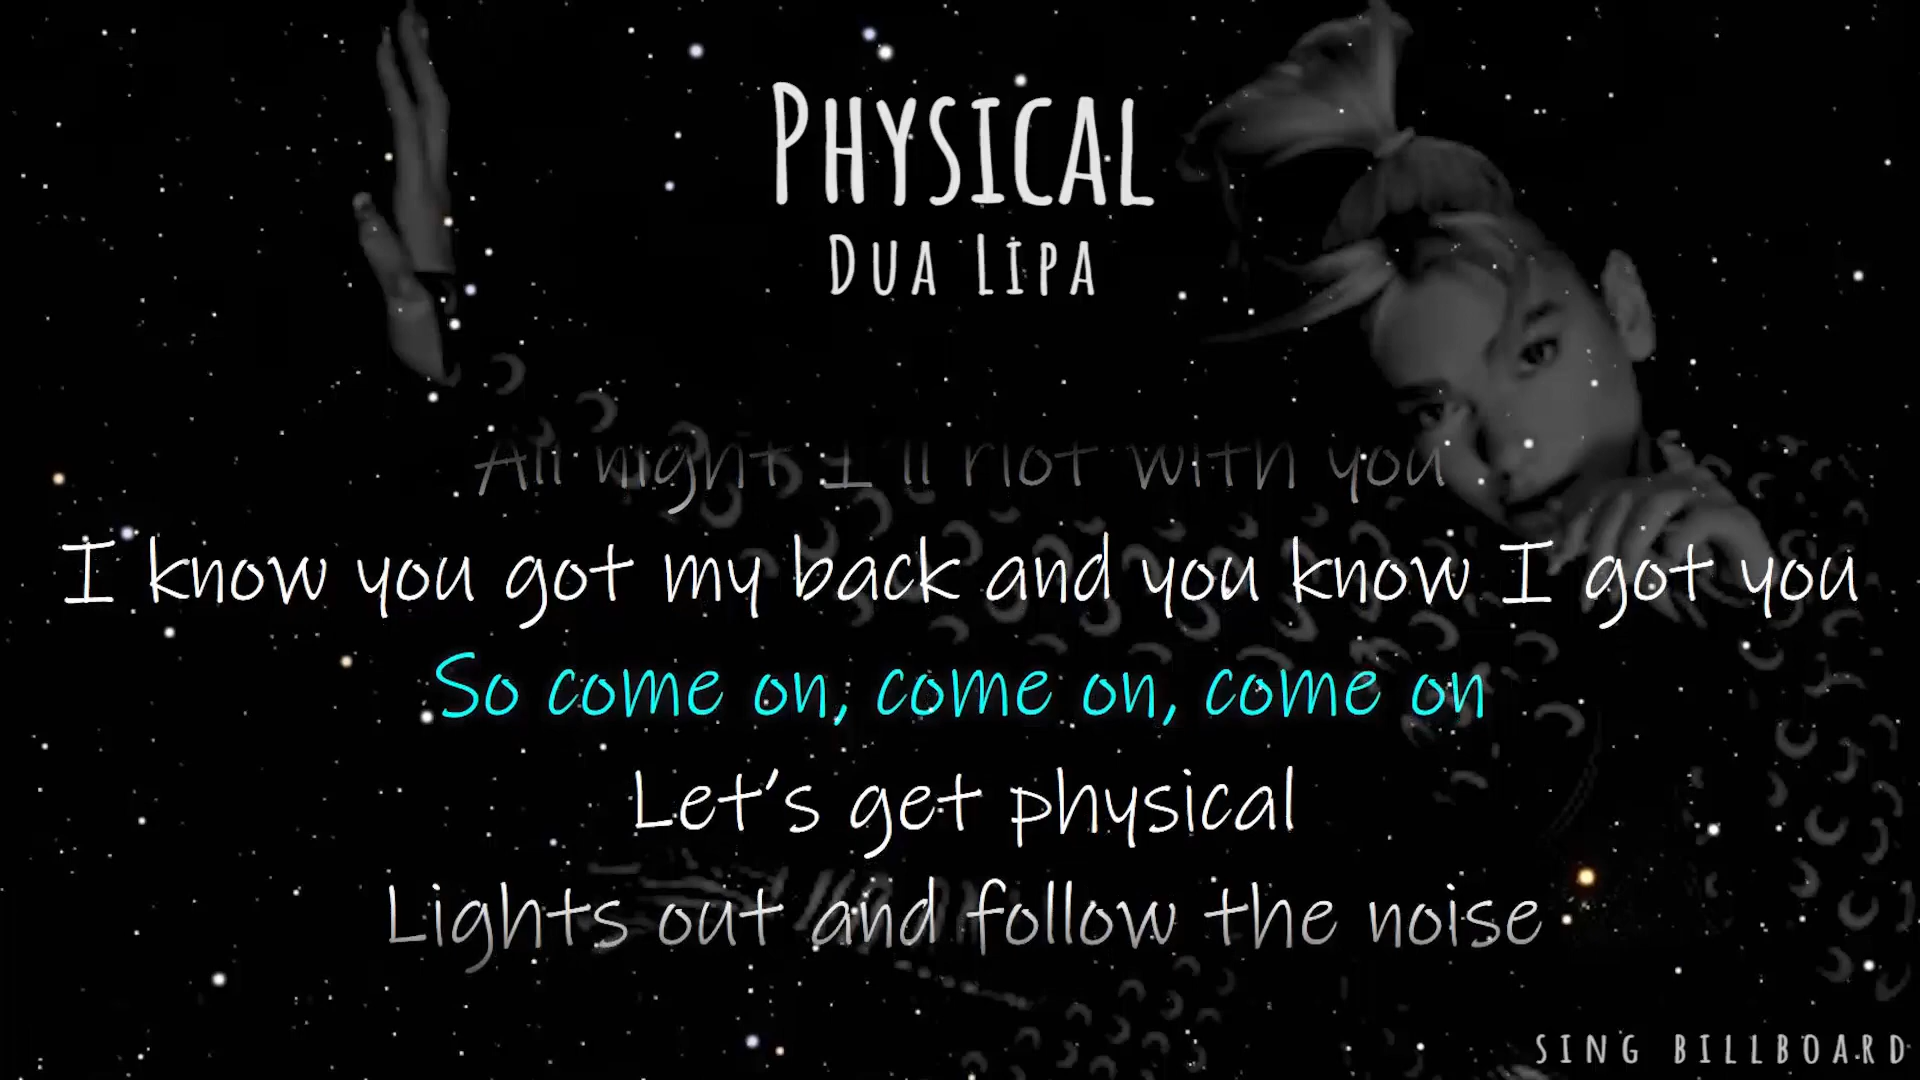 Physical
Dua Lipa
All night I'll riot with you
I know you got my back and you know I got you
So come on, come on, come on
Let's get physical
Lights out and follow the noise
SING BILLBOARD